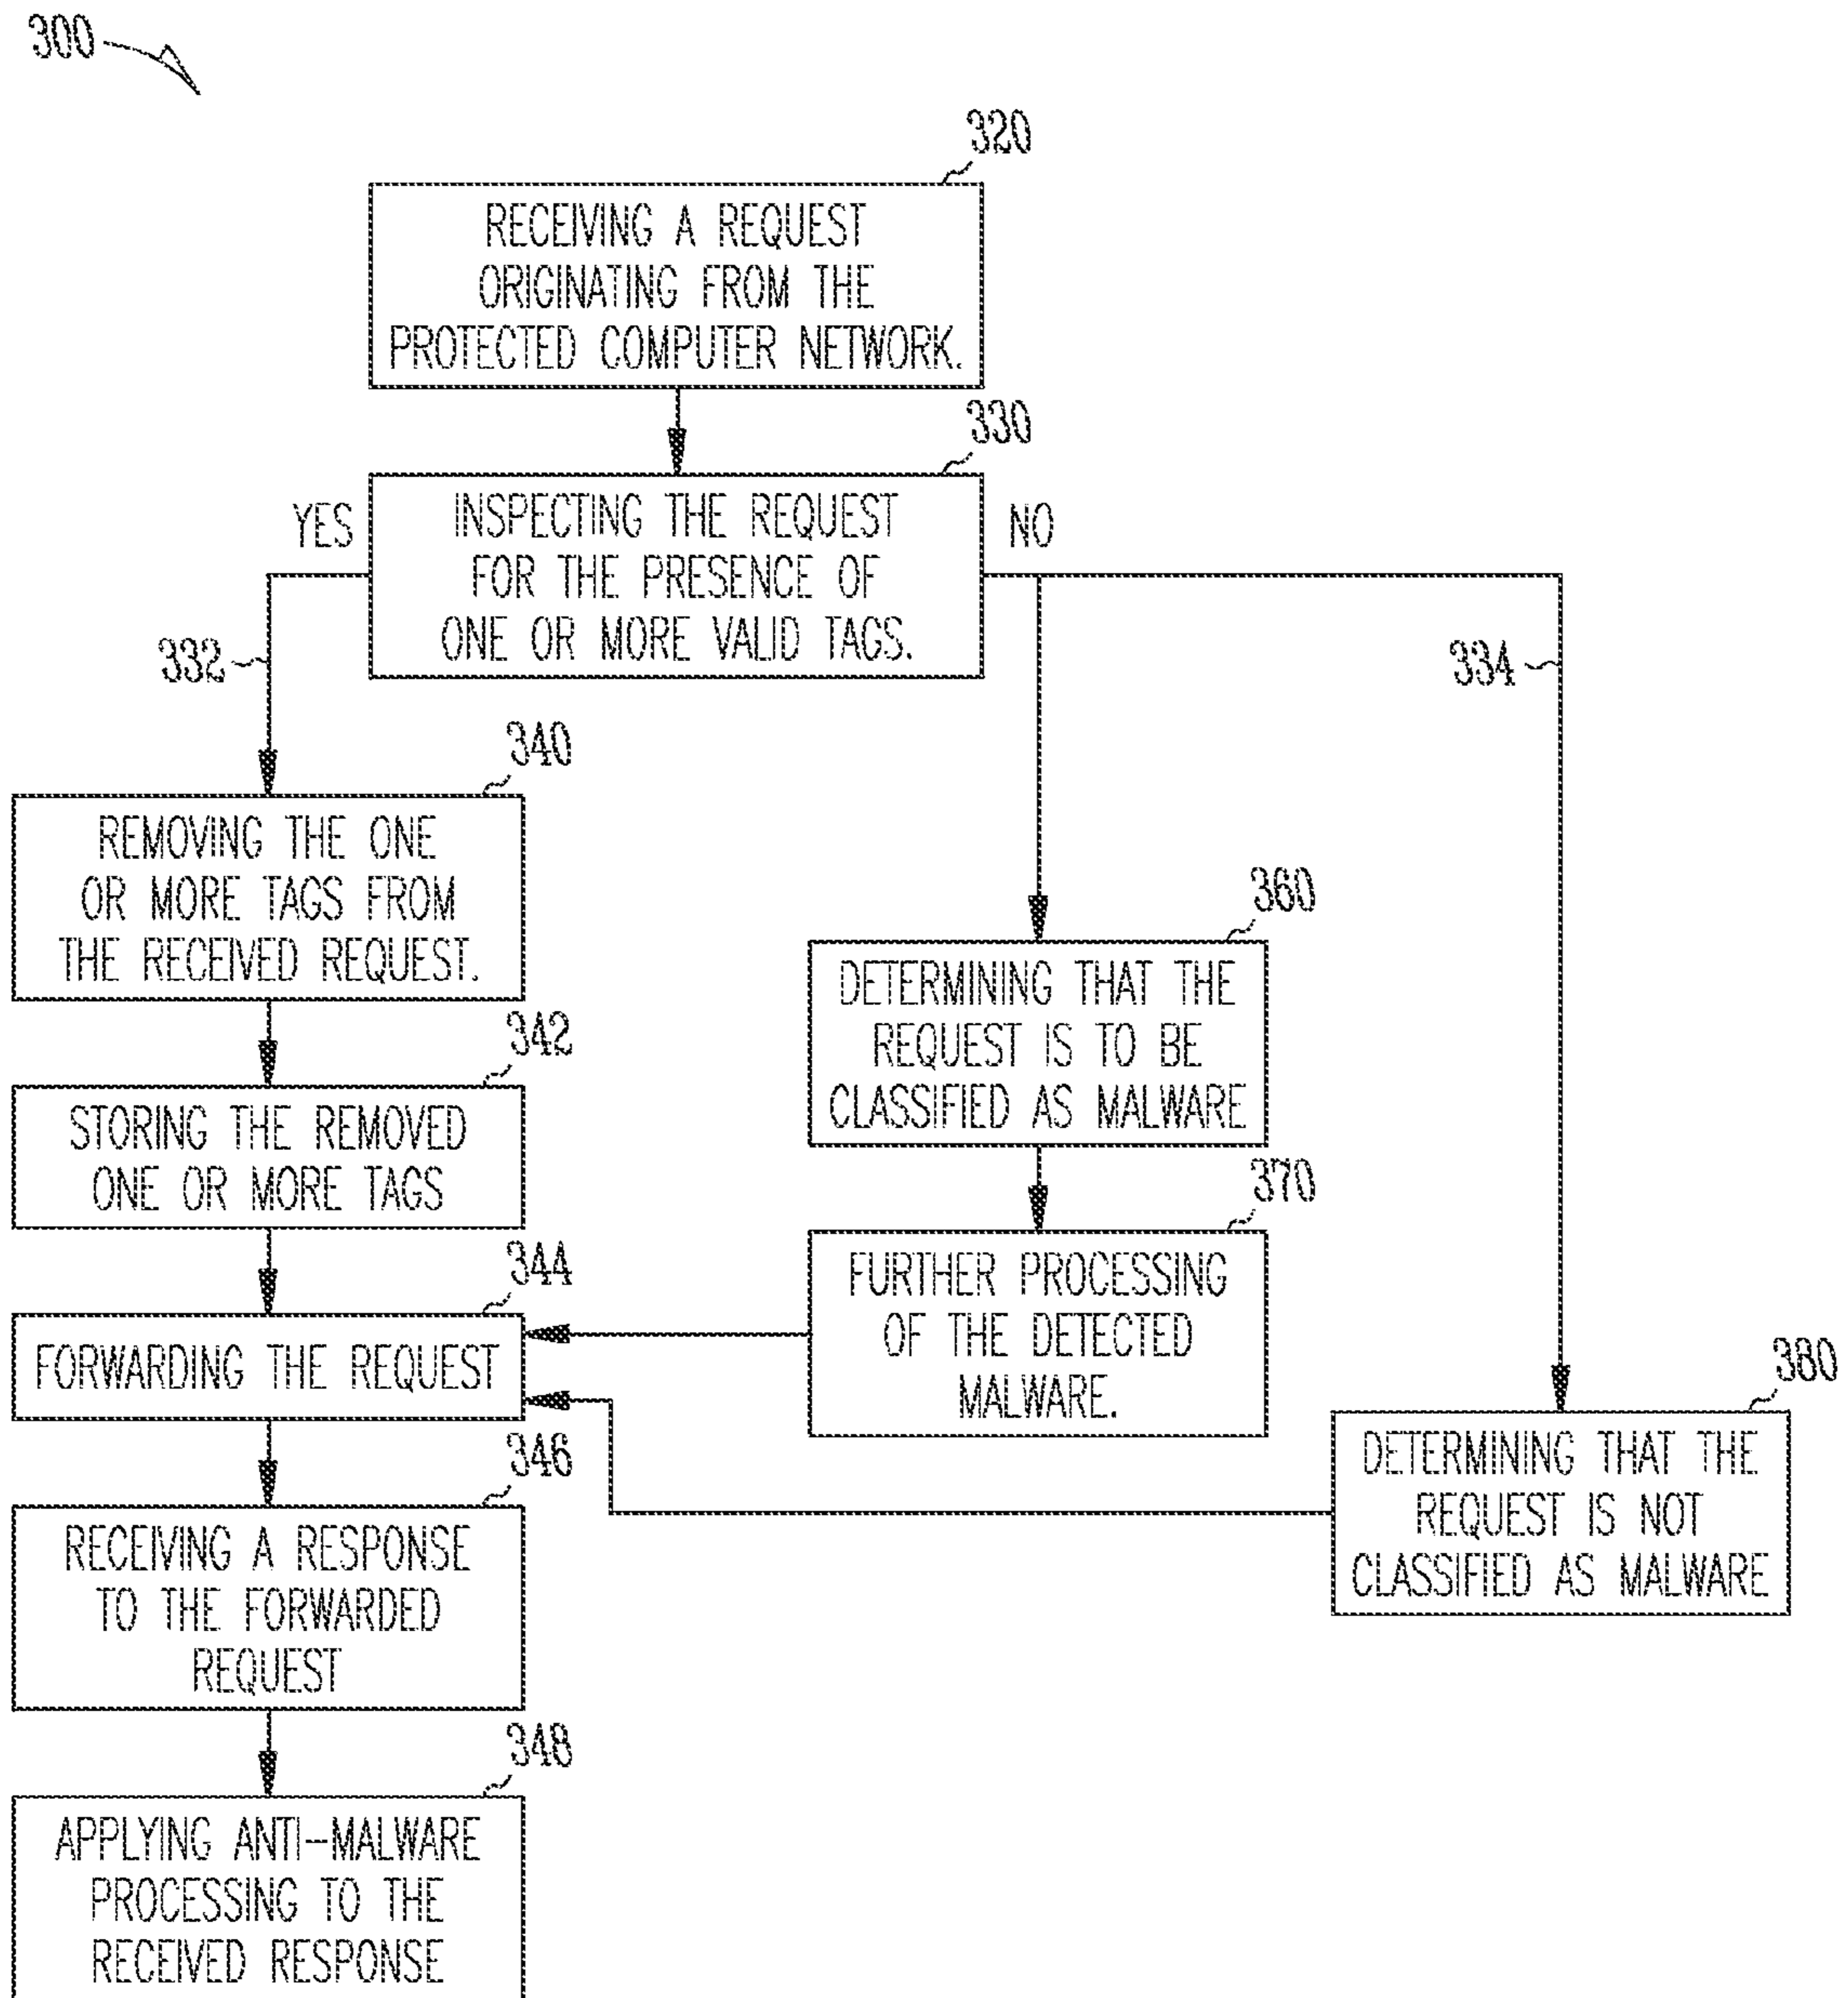 300
320
RECEIVING A REQUEST
ORIGINATING FROM THE
PROTECTED COMPUTER NETWORK.
330
YES
INSPECTING THE REQUEST
FOR THE PRESENCE OF
ONE OR MORE VALID TAGS.
NO
332
334
340
REMOVING THE ONE
OR MORE TAGS FROM
THE RECEIVED REQUEST.
360
DETERMINING THAT THE
REQUEST IS TO BE
CLASSIFIED AS MALWARE
342
STORING THE REMOVED
ONE OR MORE TAGS
370
FURTHER PROCESSING
OF THE DETECTED
MALWARE.
344
FORWARDING THE REQUEST
380
DETERMINING THAT THE
REQUEST IS NOT
CLASSIFIED AS MALWARE
346
RECEIVING A RESPONSE
TO THE FORWARDED
REQUEST
348
APPLYING ANTI-MALWARE
PROCESSING TO THE
RECEIVED RESPONSE